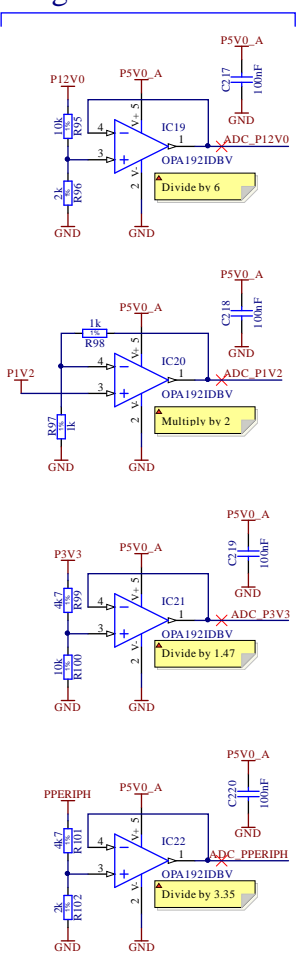 P5V0_A
C217
100nF
GND
P12V0
P5V0_A
10k
1%
R95
2k
1%
R96
GND
4
3
5
V+
V-
2
1
IC19
OPA192IDBV
ADC_P12V0
Divide by 6
GND
P5V0_A
C218
100nF
GND
P5V0_A
1k
1%
R98
P1V2
R97
1%
1k
GND
4
3
5
V+
V-
2
1
IC20
OPA192IDBV
ADC_P1V2
Multiply by 2
GND
P5V0_A
C219
100nF
GND
P3V3
P5V0_A
4k7
1%
R99
10k
1%
R100
GND
4
3
5
V+
V-
2
1
IC21
OPA192IDBV
ADC_P3V3
Divide by 1.47
GND
P5V0_A
C220
100nF
GND
PPERIPH
P5V0_A
4k7
1%
R101
2k
1%
R102
GND
4
3
5
V+
V-
2
1
IC22
OPA192IDBV
ADC_PPERIPH
Divide by 3.35
GND